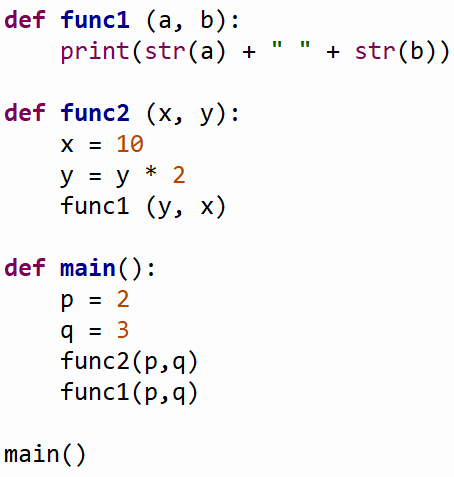 def func1 (a, b):
    print(str(a) + " " + str(b))

def func2 (x, y):
    x = 10
    y = y * 2
    func1 (y, x)

def main():
    p = 2
    q = 3
    func2(p,q)
    func1(p,q)

main()